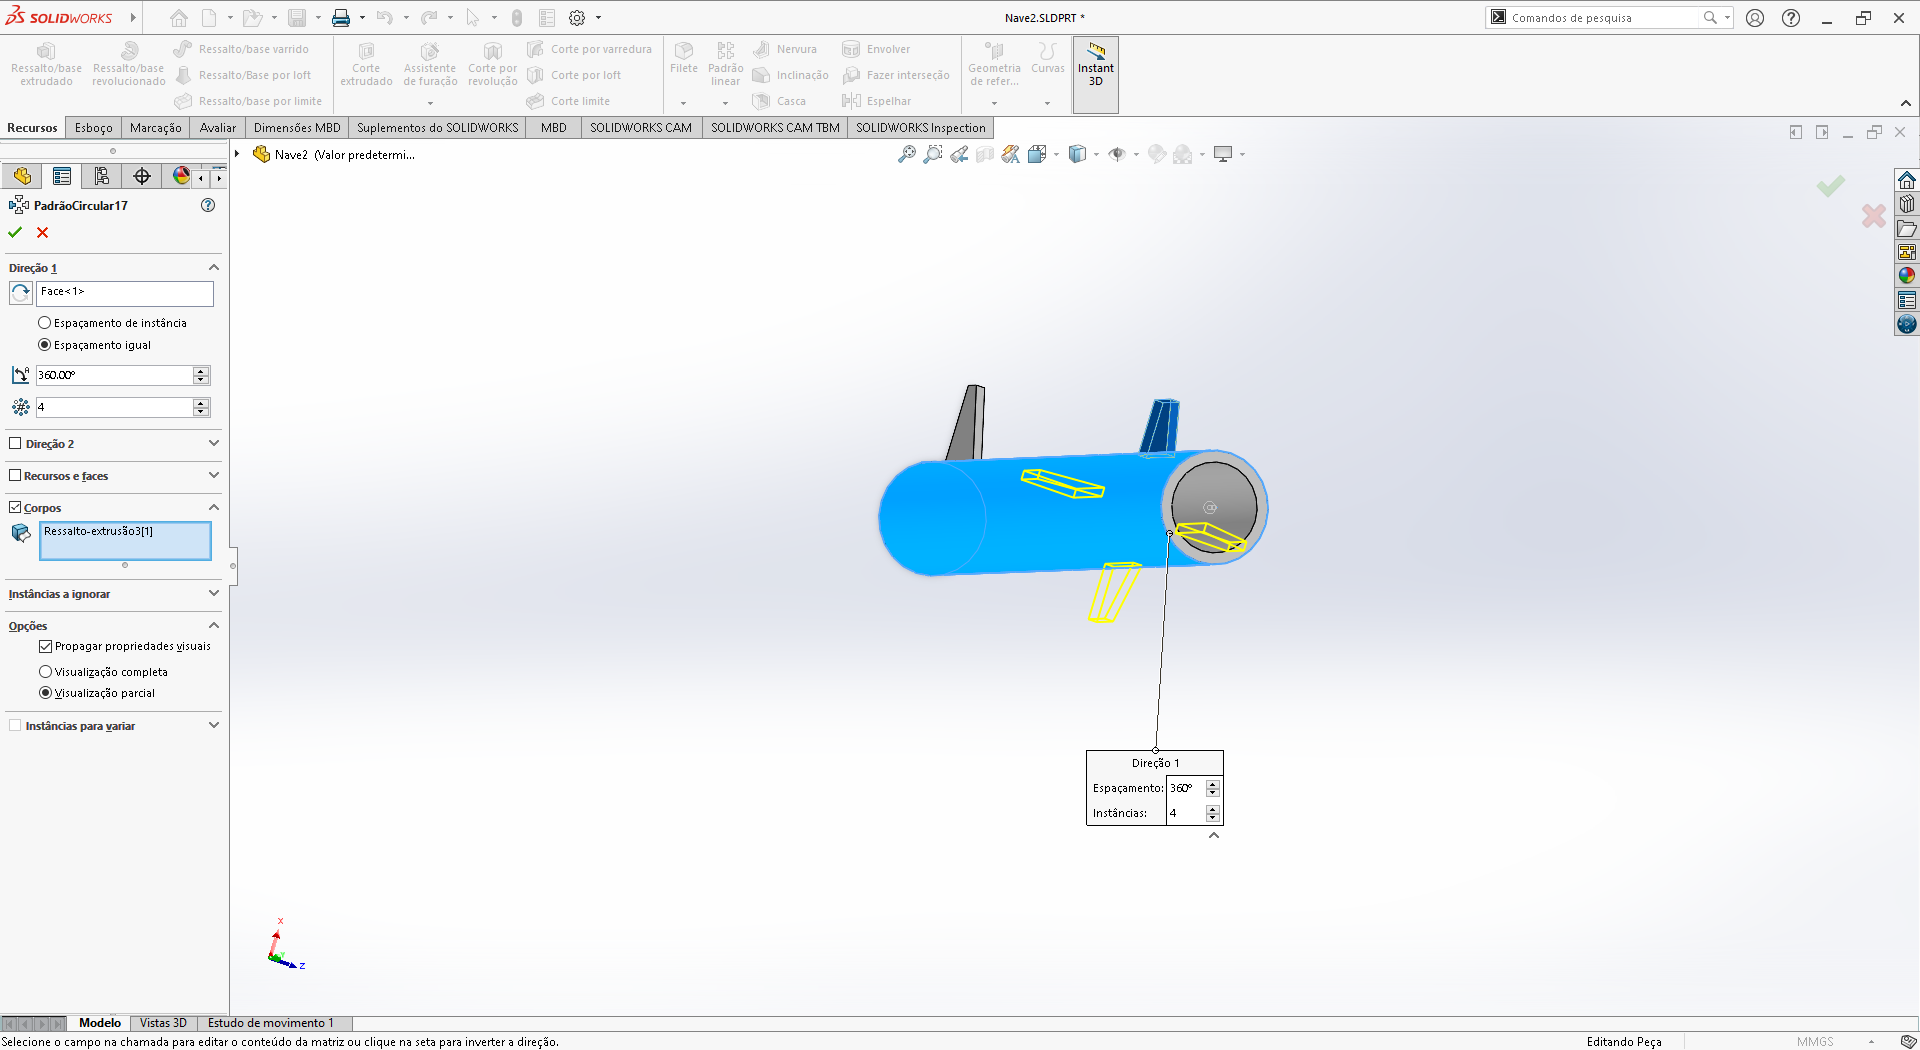 SOLIDWORKS
Nave2.SLDPRT *
Comandos de pesquisa
Ressalto/base extrudado
Ressalto/base revolucionado
Ressalto/base varrido
Ressalto/Base por loft
Ressalto/base por limite
Corte extrudado
Assistente de furação
Corte por revolução
Corte por varredura
Corte por loft
Corte limite
Filete
Padrão linear
Nervura
Inclinação
Casca
Envolver
Fazer interseção
Espelhar
Geometria de refer...
Curvas
Instant 3D
Recursos
Esboço
Marcação
Avaliar
Dimensões MBD
Suplementos do SOLIDWORKS
MBD
SOLIDWORKS CAM
SOLIDWORKS CAM TBM
SOLIDWORKS Inspection
Nave2 (Valor predetermi...
PadrãoCircular17
Direção 1
Face<1>
Espaçamento de instância
Espaçamento igual
360.00º
4
Direção 2
Recursos e faces
Corpos
Ressalto-extrusão3[1]
Instâncias a ignorar
Opções
Propagar propriedades visuais
Visualização completa
Visualização parcial
Instâncias para variar
Direção 1
Espaçamento: 360º
Instâncias: 4
X
Y
Z
Modelo
Vistas 3D
Estudo de movimento 1
Selecione o campo na chamada para editar o conteúdo da matriz ou clique na seta para inverter a direção.
Editando Peça
MMGS